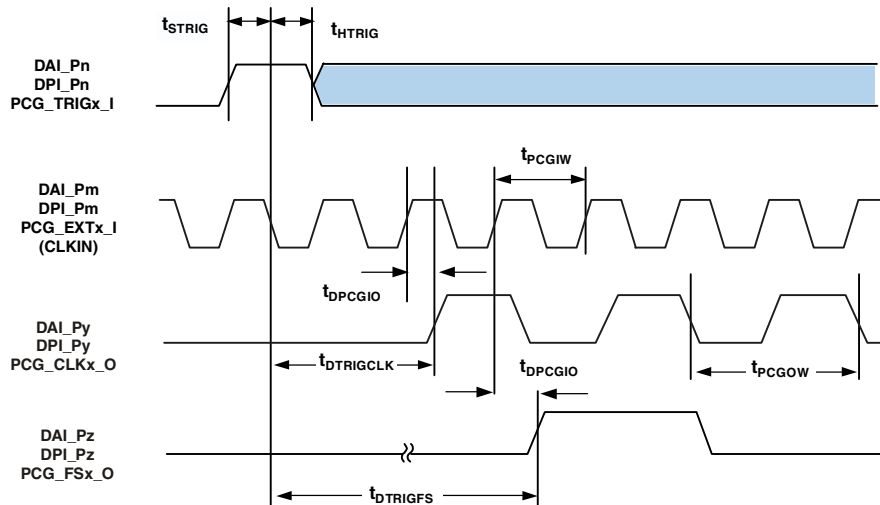 tSTRIG
tHTRIG
DAI_Pn
DPI_Pn
PCG_TRIGx_I
tPCGIW
DAI_Pm
DPI_Pm
PCG_EXTx_I
(CLKIN)
tDPCGIO
DAI_Py
DPI_Py
PCG_CLKx_O
tDTRIGCLK
tDPCGIO
tPCGOW
DAI_Pz
DPI_Pz
PCG_FSx_O
tDTRIGFS